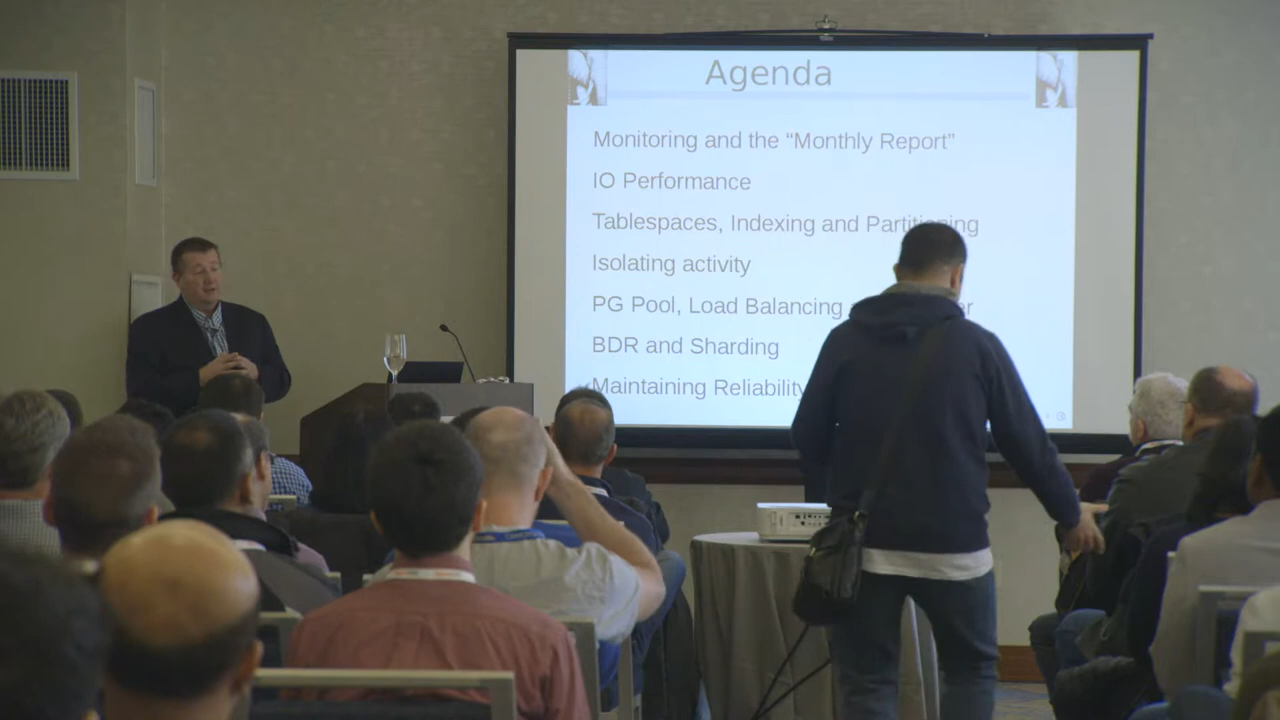 Agenda
Monitoring and the “Monthly Report”
IO Performance
Tablespaces, Indexing and Partitioning
Isolating activity
PG Pool, Load Balancing
BDR and Sharding
Maintaining Reliability